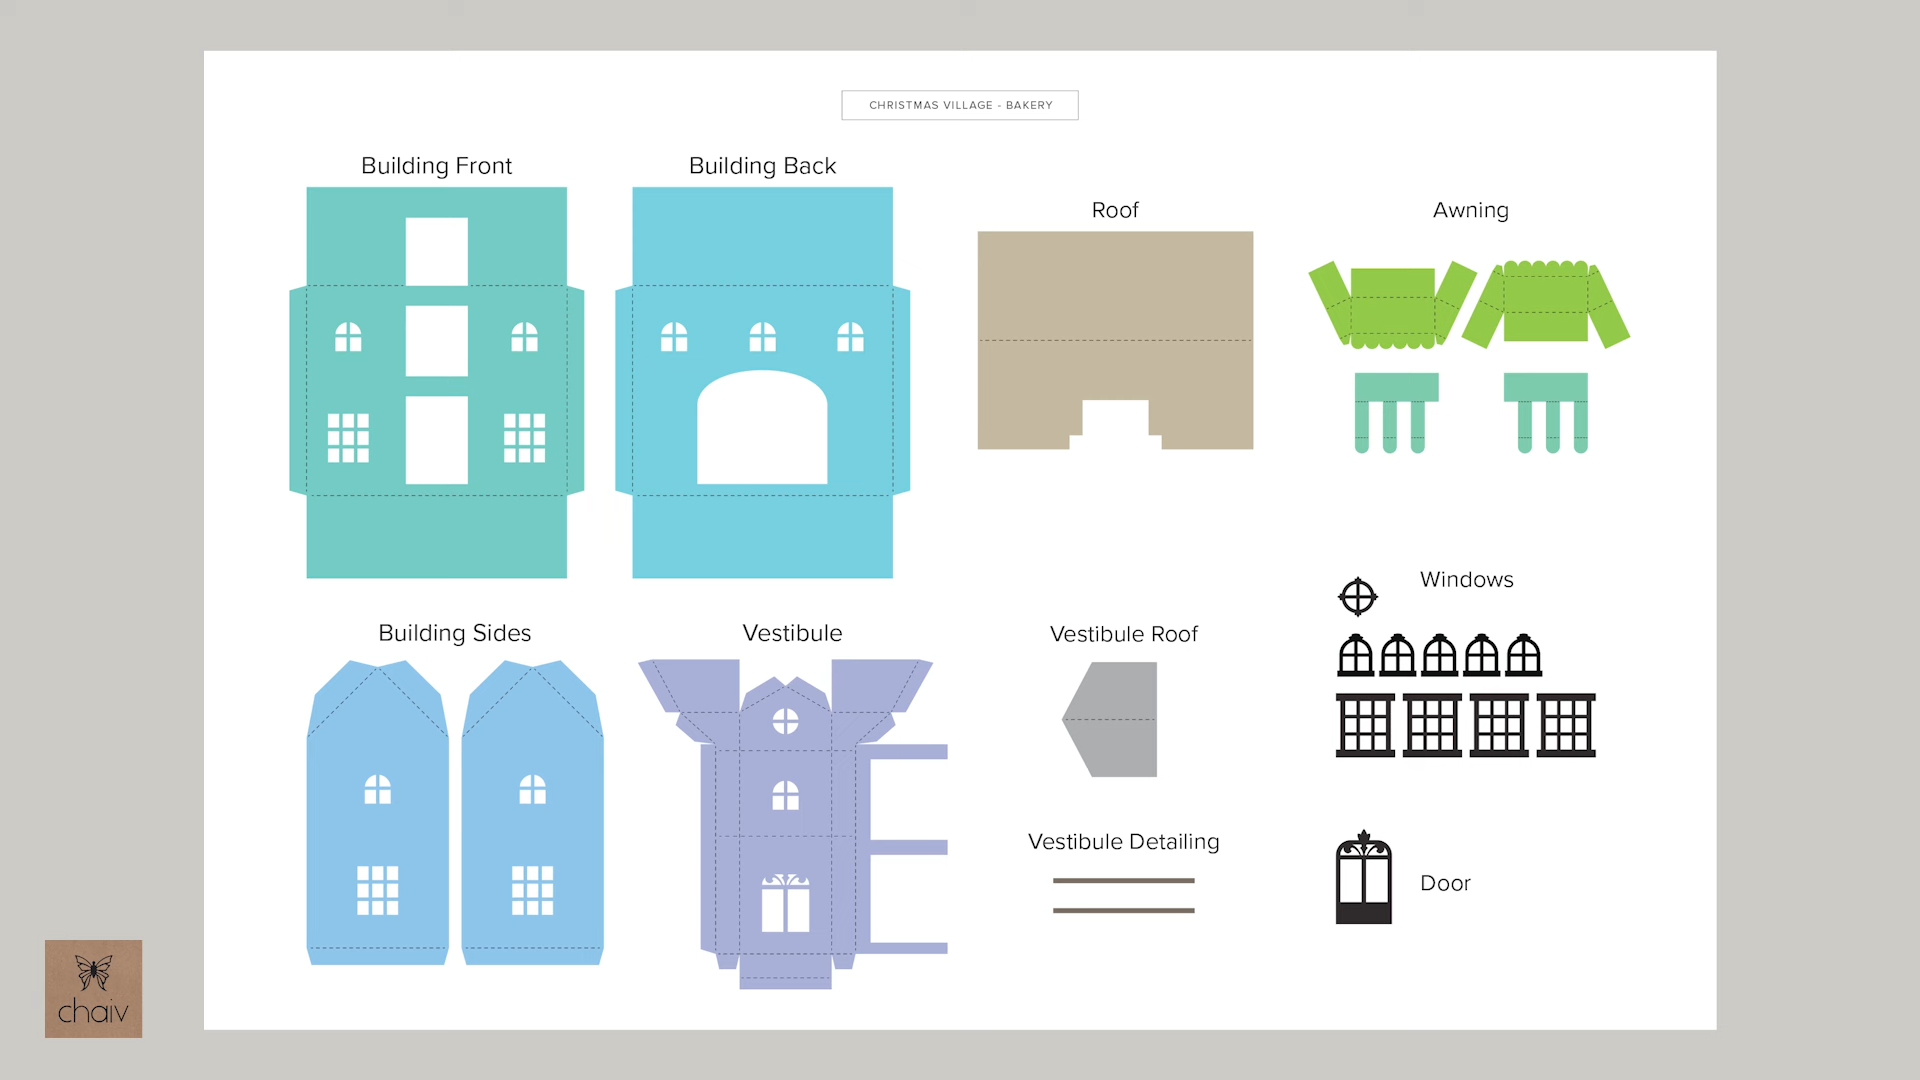 CHRISTMAS VILLAGE - BAKERY
Building Front
Building Back
Roof
Awning
Windows
Building Sides
Vestibule
Vestibule Roof
Vestibule Detailing
Door
chaiv